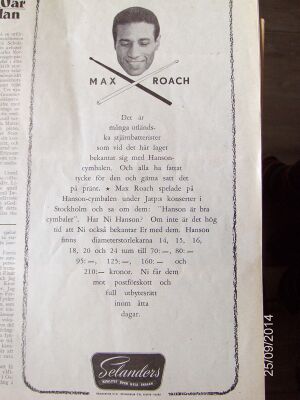 dan
MAX ROACH
Det är
många utländs-
ka stjärnbatterister
som vid det här laget
bekantat sig med Hanson-
cymbalen. Och alla ha fattat
tycke för den och gärna satt det
på pränt. ★ Max Roach spelade på
Hanson-cymbalen under Jatp:s konserter i
Stockholm och sa om dem: "Hanson är bra
cymbaler". Har Ni Hanson? Om inte är det hög
tid att Ni också bekantar Er med dem. Hanson
finns diameterstorlekarna 14, 15, 16,
18, 20 och 24 tum till 70:—, 80:—
95:—, 125:—, 160:— och
210:— kronor. Ni får dem
mot postförskott och
full utbytesrätt
inom åtta
dagar.
Selanders
25/09/2014